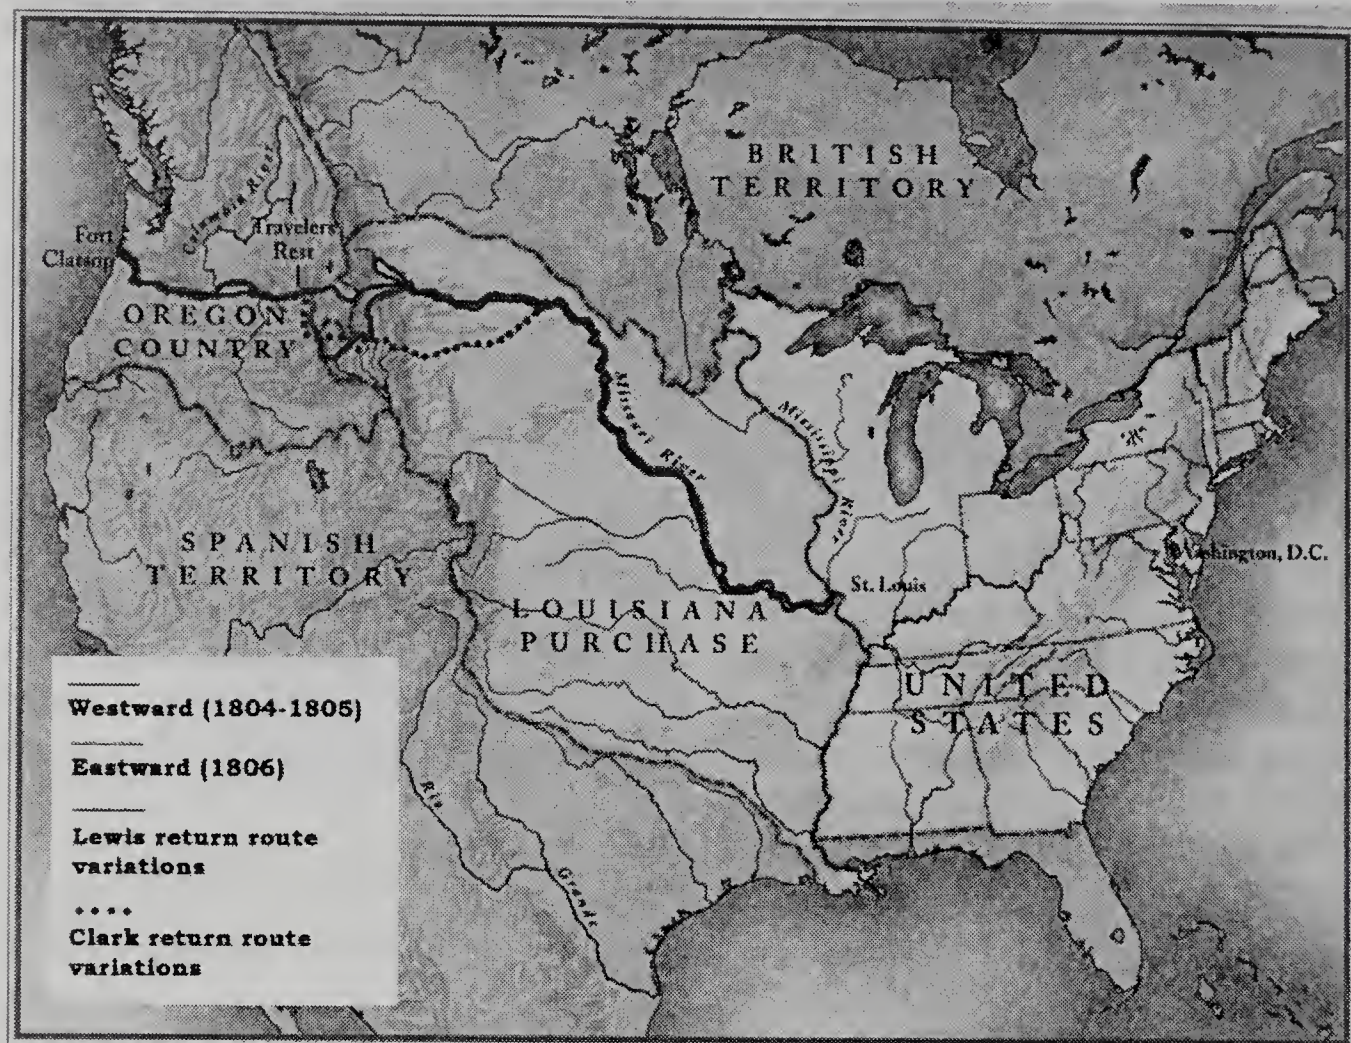 BRITISH
TERRITORY
Columbia River
Travelers
Rest
Fort
Clatsop
OREGON
COUNTRY
Missouri River
Mississippi River
SPANISH
TERRITORY
Washington, D.C.
St. Louis
LOUISIANA
PURCHASE
UNITED
STATES
Rio
Grande
Westward (1804-1805)
Eastward (1806)
Lewis return route
variations
Clark return route
variations